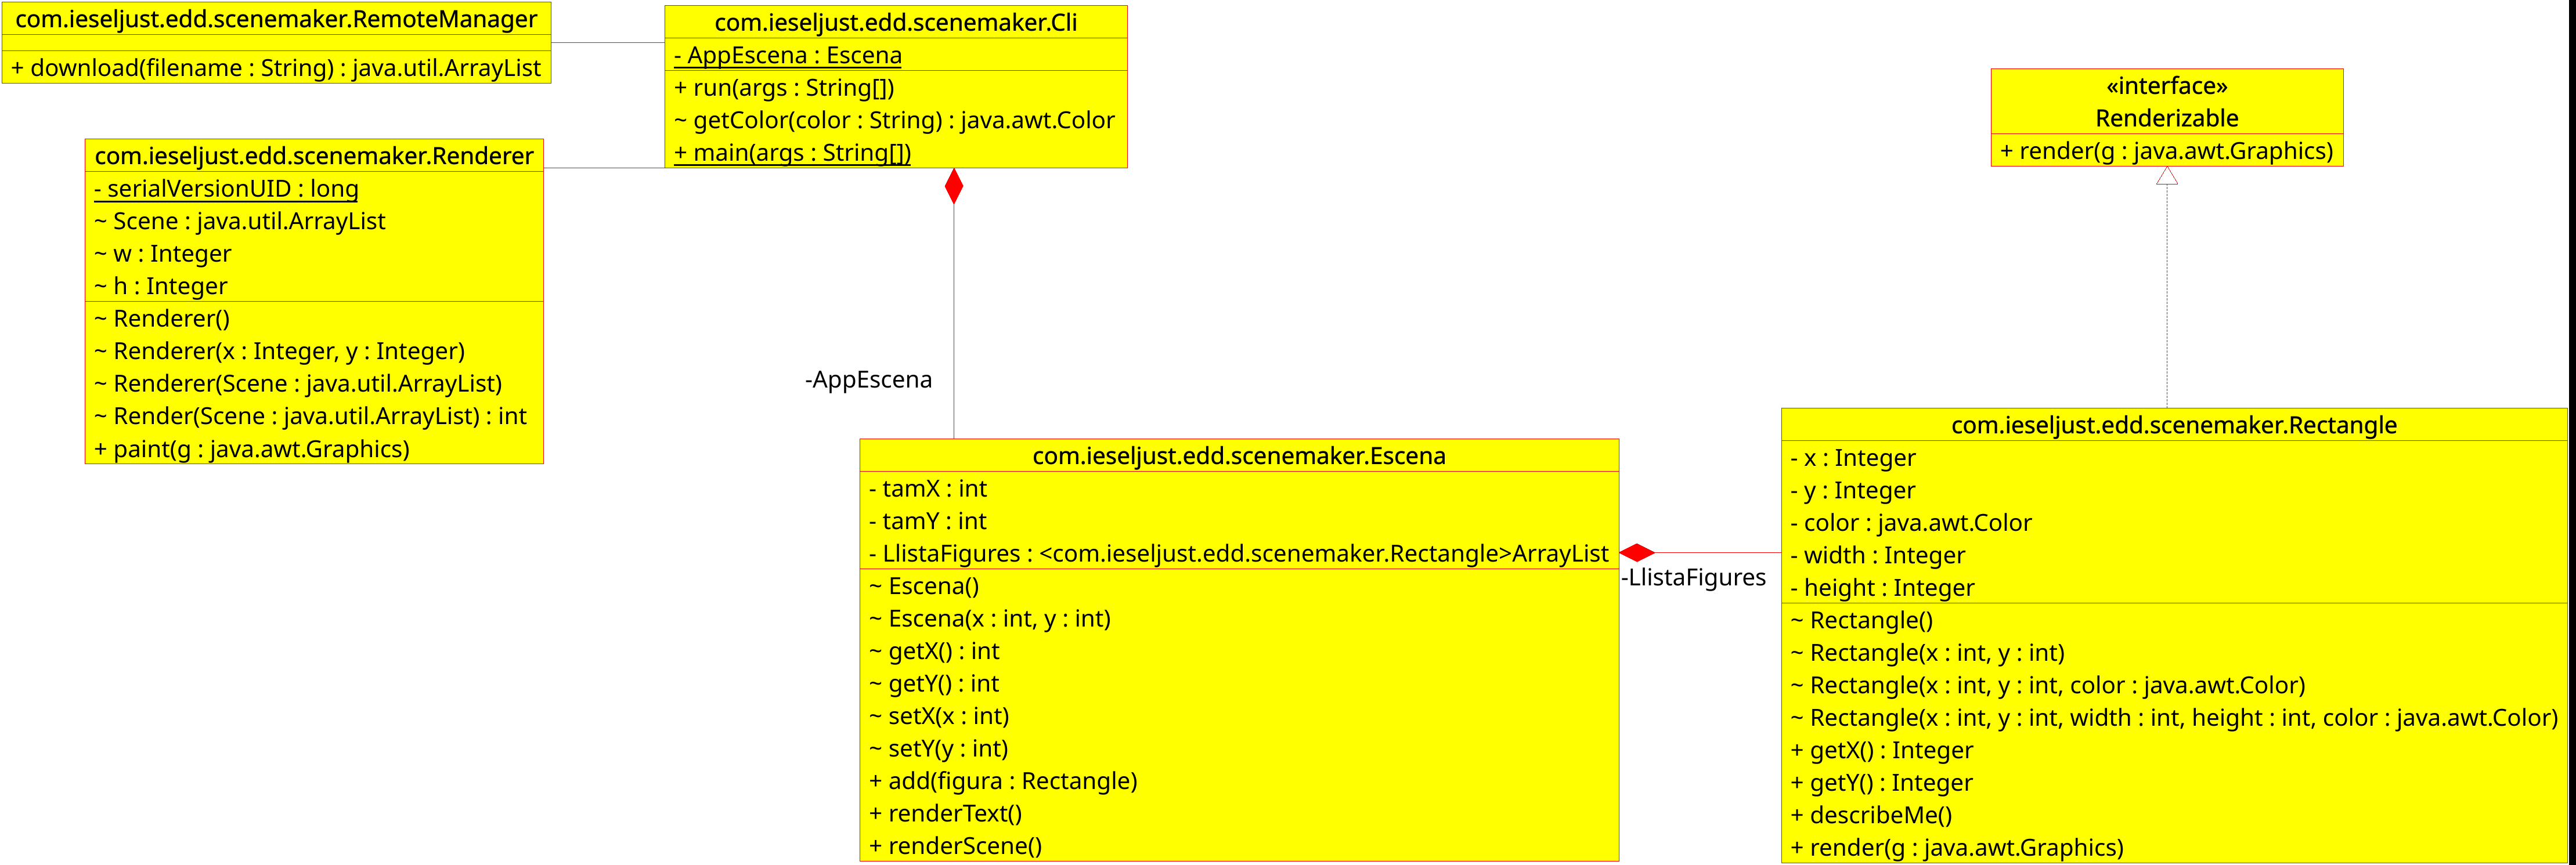 com.ieseljust.edd.scenemaker.RemoteManager
+ download(filename : String) : java.util.ArrayList
com.ieseljust.edd.scenemaker.Cli
- AppEscena : Escena
+ run(args : String[])
~ getColor(color : String) : java.awt.Color
+ main(args : String[])
«interface»
Renderizable
+ render(g : java.awt.Graphics)
com.ieseljust.edd.scenemaker.Renderer
- serialVersionUID : long
~ Scene : java.util.ArrayList
~ w : Integer
~ h : Integer
~ Renderer()
~ Renderer(x : Integer, y : Integer)
~ Renderer(Scene : java.util.ArrayList)
~ Render(Scene : java.util.ArrayList) : int
+ paint(g : java.awt.Graphics)
-AppEscena
com.ieseljust.edd.scenemaker.Escena
- tamX : int
- tamY : int
- LlistaFigures : <com.ieseljust.edd.scenemaker.Rectangle>ArrayList
~ Escena()
~ Escena(x : int, y : int)
~ getX() : int
~ getY() : int
~ setX(x : int)
~ setY(y : int)
+ add(figura : Rectangle)
+ renderText()
+ renderScene()
-LlistaFigures
com.ieseljust.edd.scenemaker.Rectangle
- x : Integer
- y : Integer
- color : java.awt.Color
- width : Integer
- height : Integer
~ Rectangle()
~ Rectangle(x : int, y : int)
~ Rectangle(x : int, y : int, color : java.awt.Color)
~ Rectangle(x : int, y : int, width : int, height : int, color : java.awt.Color)
+ getX() : Integer
+ getY() : Integer
+ describeMe()
+ render(g : java.awt.Graphics)